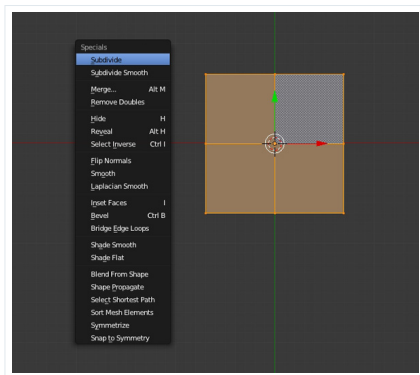 Specials
Subdivide
Subdivide Smooth
Merge... Alt M
Remove Doubles
Hide H
Reveal Alt H
Select Inverse Ctrl I
Flip Normals
Smooth
Laplacian Smooth
Inset Faces I
Bevel Ctrl B
Bridge Edge Loops
Shade Smooth
Shade Flat
Blend From Shape
Shape Propagate
Select Shortest Path
Sort Mesh Elements
Symmetrize
Snap to Symmetry